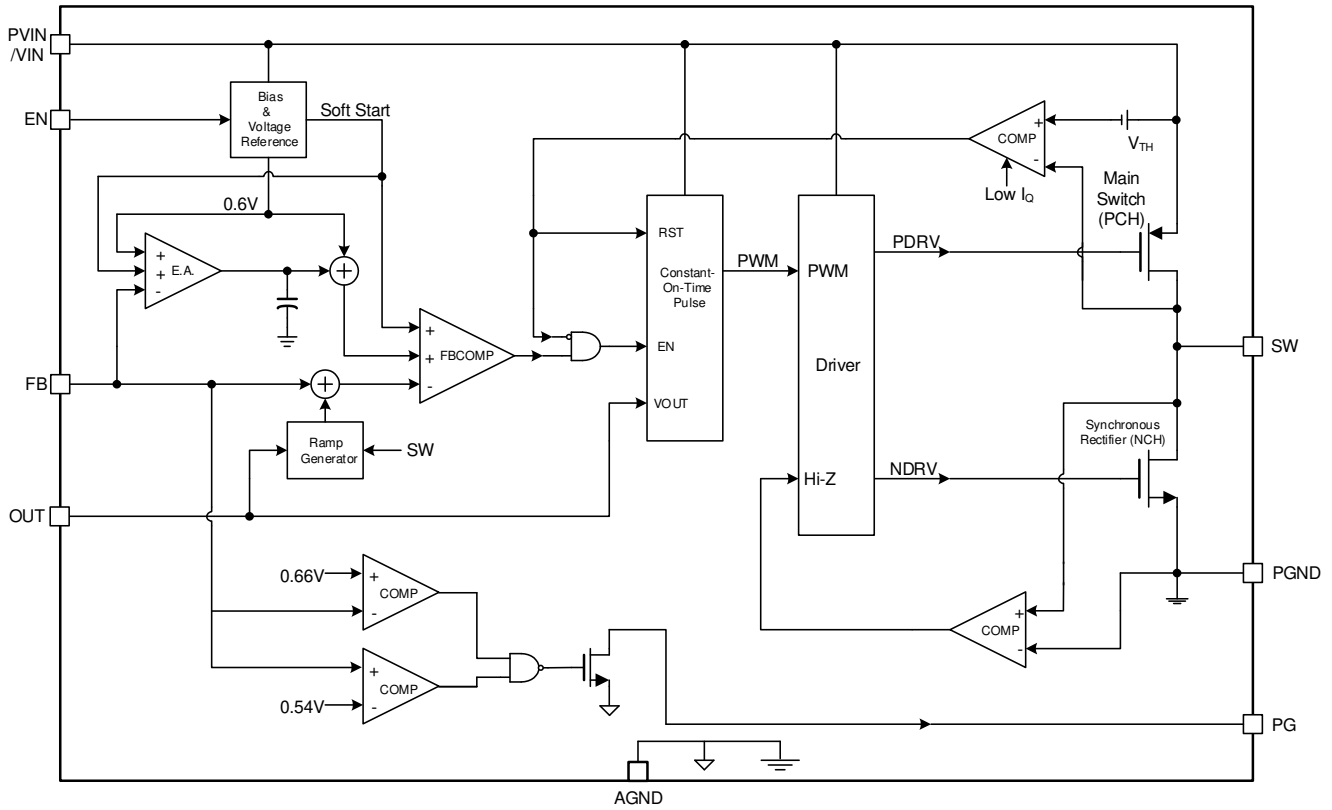 PVIN
/VIN
EN
Bias
&
Voltage
Reference
Soft Start
0.6V
+
+
-
E.A.
+
+
+
-
FBCOMP
FB
+
Ramp
Generator
SW
OUT
RST
Constant-
On-Time
Pulse
EN
VOUT
PWM
PWM
Driver
Hi-Z
PDRV
NDRV
+
-
COMP
Low IQ
VTH
Main
Switch
(PCH)
SW
Synchronous
Rectifier (NCH)
PGND
+
-
COMP
0.66V
+
-
COMP
+
-
COMP
0.54V
PG
AGND